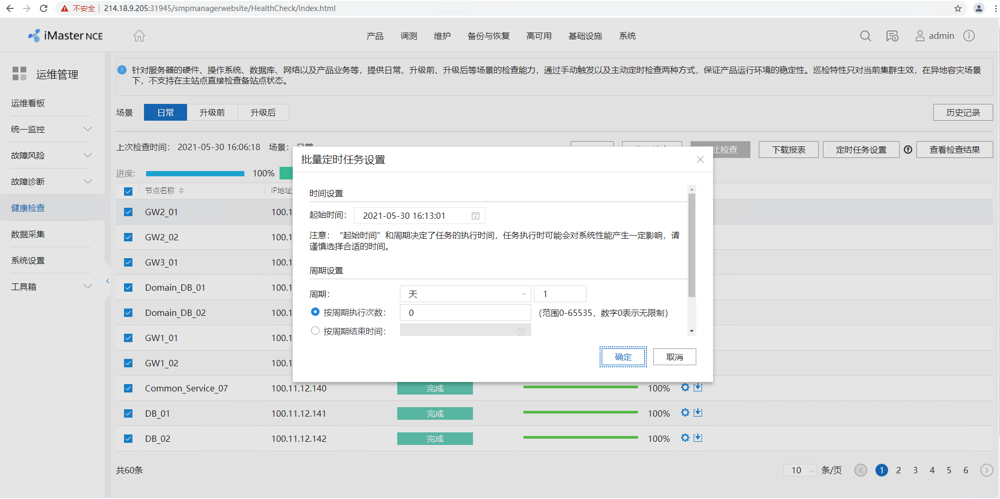 不安全 214.18.9.205:31945/smpmanagerwebsite/HealthCheck/index.html
iMaster NCE
产品 调测 维护 备份与恢复 高可用 基础设施 系统
admin
运维管理
运维看板
统一监控
故障风险
故障诊断
健康检查
数据采集
系统设置
工具箱
针对服务器的硬件、操作系统、数据库、网络以及产品业务等，提供日常、升级前、升级后等场景的检查能力，通过手动触发以及主动定时检查两种方式，保证产品运行环境的稳定性。巡检特性只对当前集群生效，在异地容灾场景
下，不支持在主站点直接检查备站点状态。
场景 日常 升级前 升级后 历史记录
上次检查时间： 2021-05-30 16:06:18 场景： 日常
止检查 下载报表 定时任务设置 查看检查结果
进度: 100%
节点名称 IP地址
GW2_01 100.1
GW2_02 100.1
GW3_01 100.1
Domain_DB_01 100.1
Domain_DB_02 100.1
GW1_01 100.1
GW1_02 100.1
Common_Service_07 100.11.12.140 完成 100%
DB_01 100.11.12.141 完成 100%
DB_02 100.11.12.142 完成 100%
共60条 10 条/页 1 2 3 4 5 6
批量定时任务设置
时间设置
起始时间： 2021-05-30 16:13:01
注意：“起始时间”和周期决定了任务的执行时间，任务执行时可能会对系统性能产生一定影响，请
谨慎选择合适的时间。
周期设置
周期： 天 1
按周期执行次数： 0 (范围0-65535，数字0表示无限制)
按周期结束时间：
确定 取消